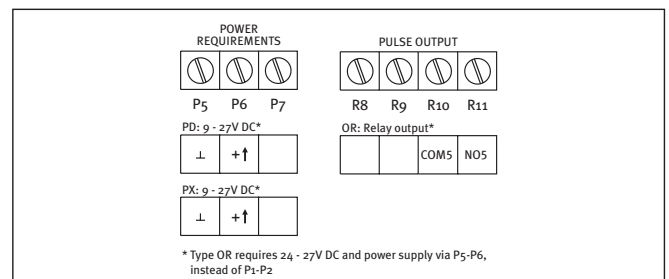 POWER
REQUIREMENTS
PULSE OUTPUT
P5 P6 P7
R8 R9 R10 R11
PD: 9 - 27V DC*
OR: Relay output*
⊥ +↑
COM5 NO5
PX: 9 - 27V DC*
⊥ +↑
* Type OR requires 24 - 27V DC and power supply via P5-P6,
instead of P1-P2